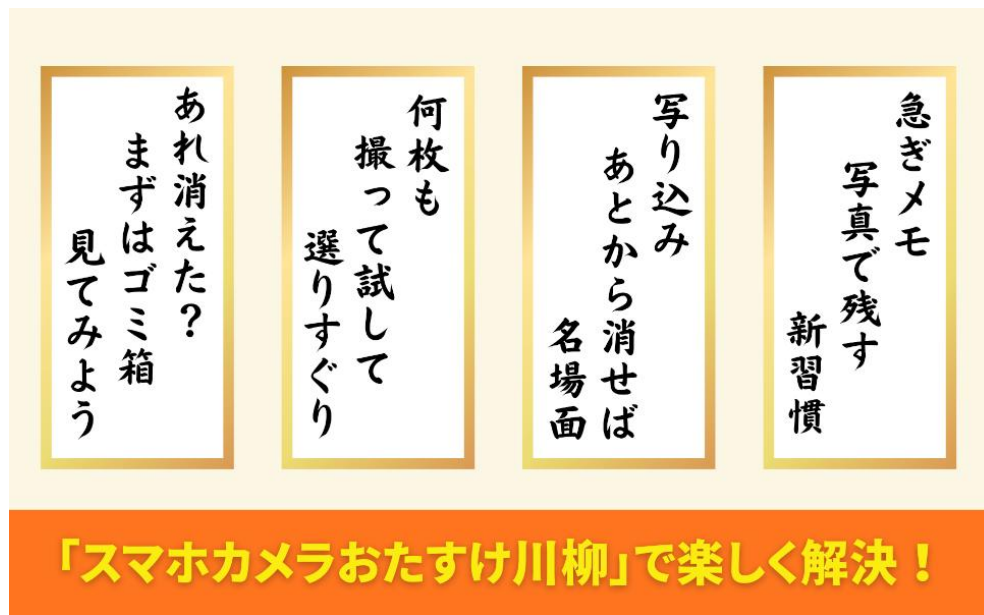 急ぎメモ
写真で残す
新習慣
写り込み
あとから消せば
名場面
何枚も
撮って試して
選りすぐり
あれ消えた？
まずはゴミ箱
見てみよう
「スマホカメラおたすけ川柳」で楽しく解決！